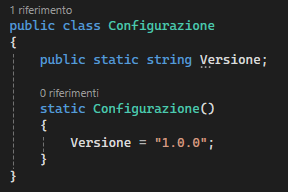 1 riferimento
public class Configurazione
{
public static string Versione;
0 riferimenti
static Configurazione()
{
Versione = "1.0.0";
}
}